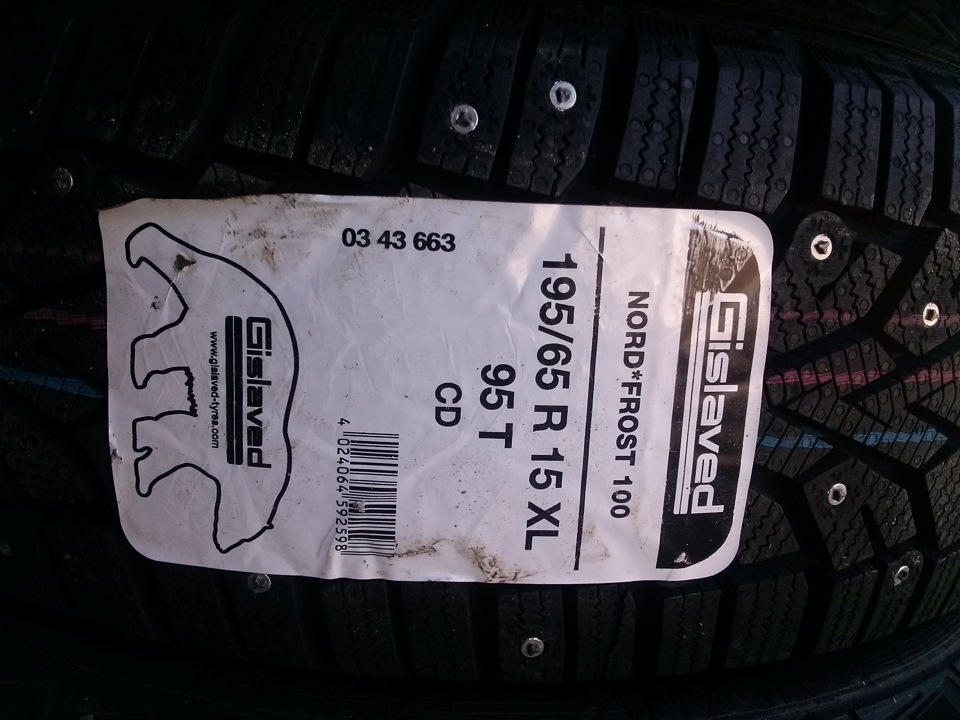 Gislaved
NORD*FROST 100
195/65 R 15 XL
95 T
CD
03 43 663
4 024064 592598
Gislaved
www.gislaved-tyres.com